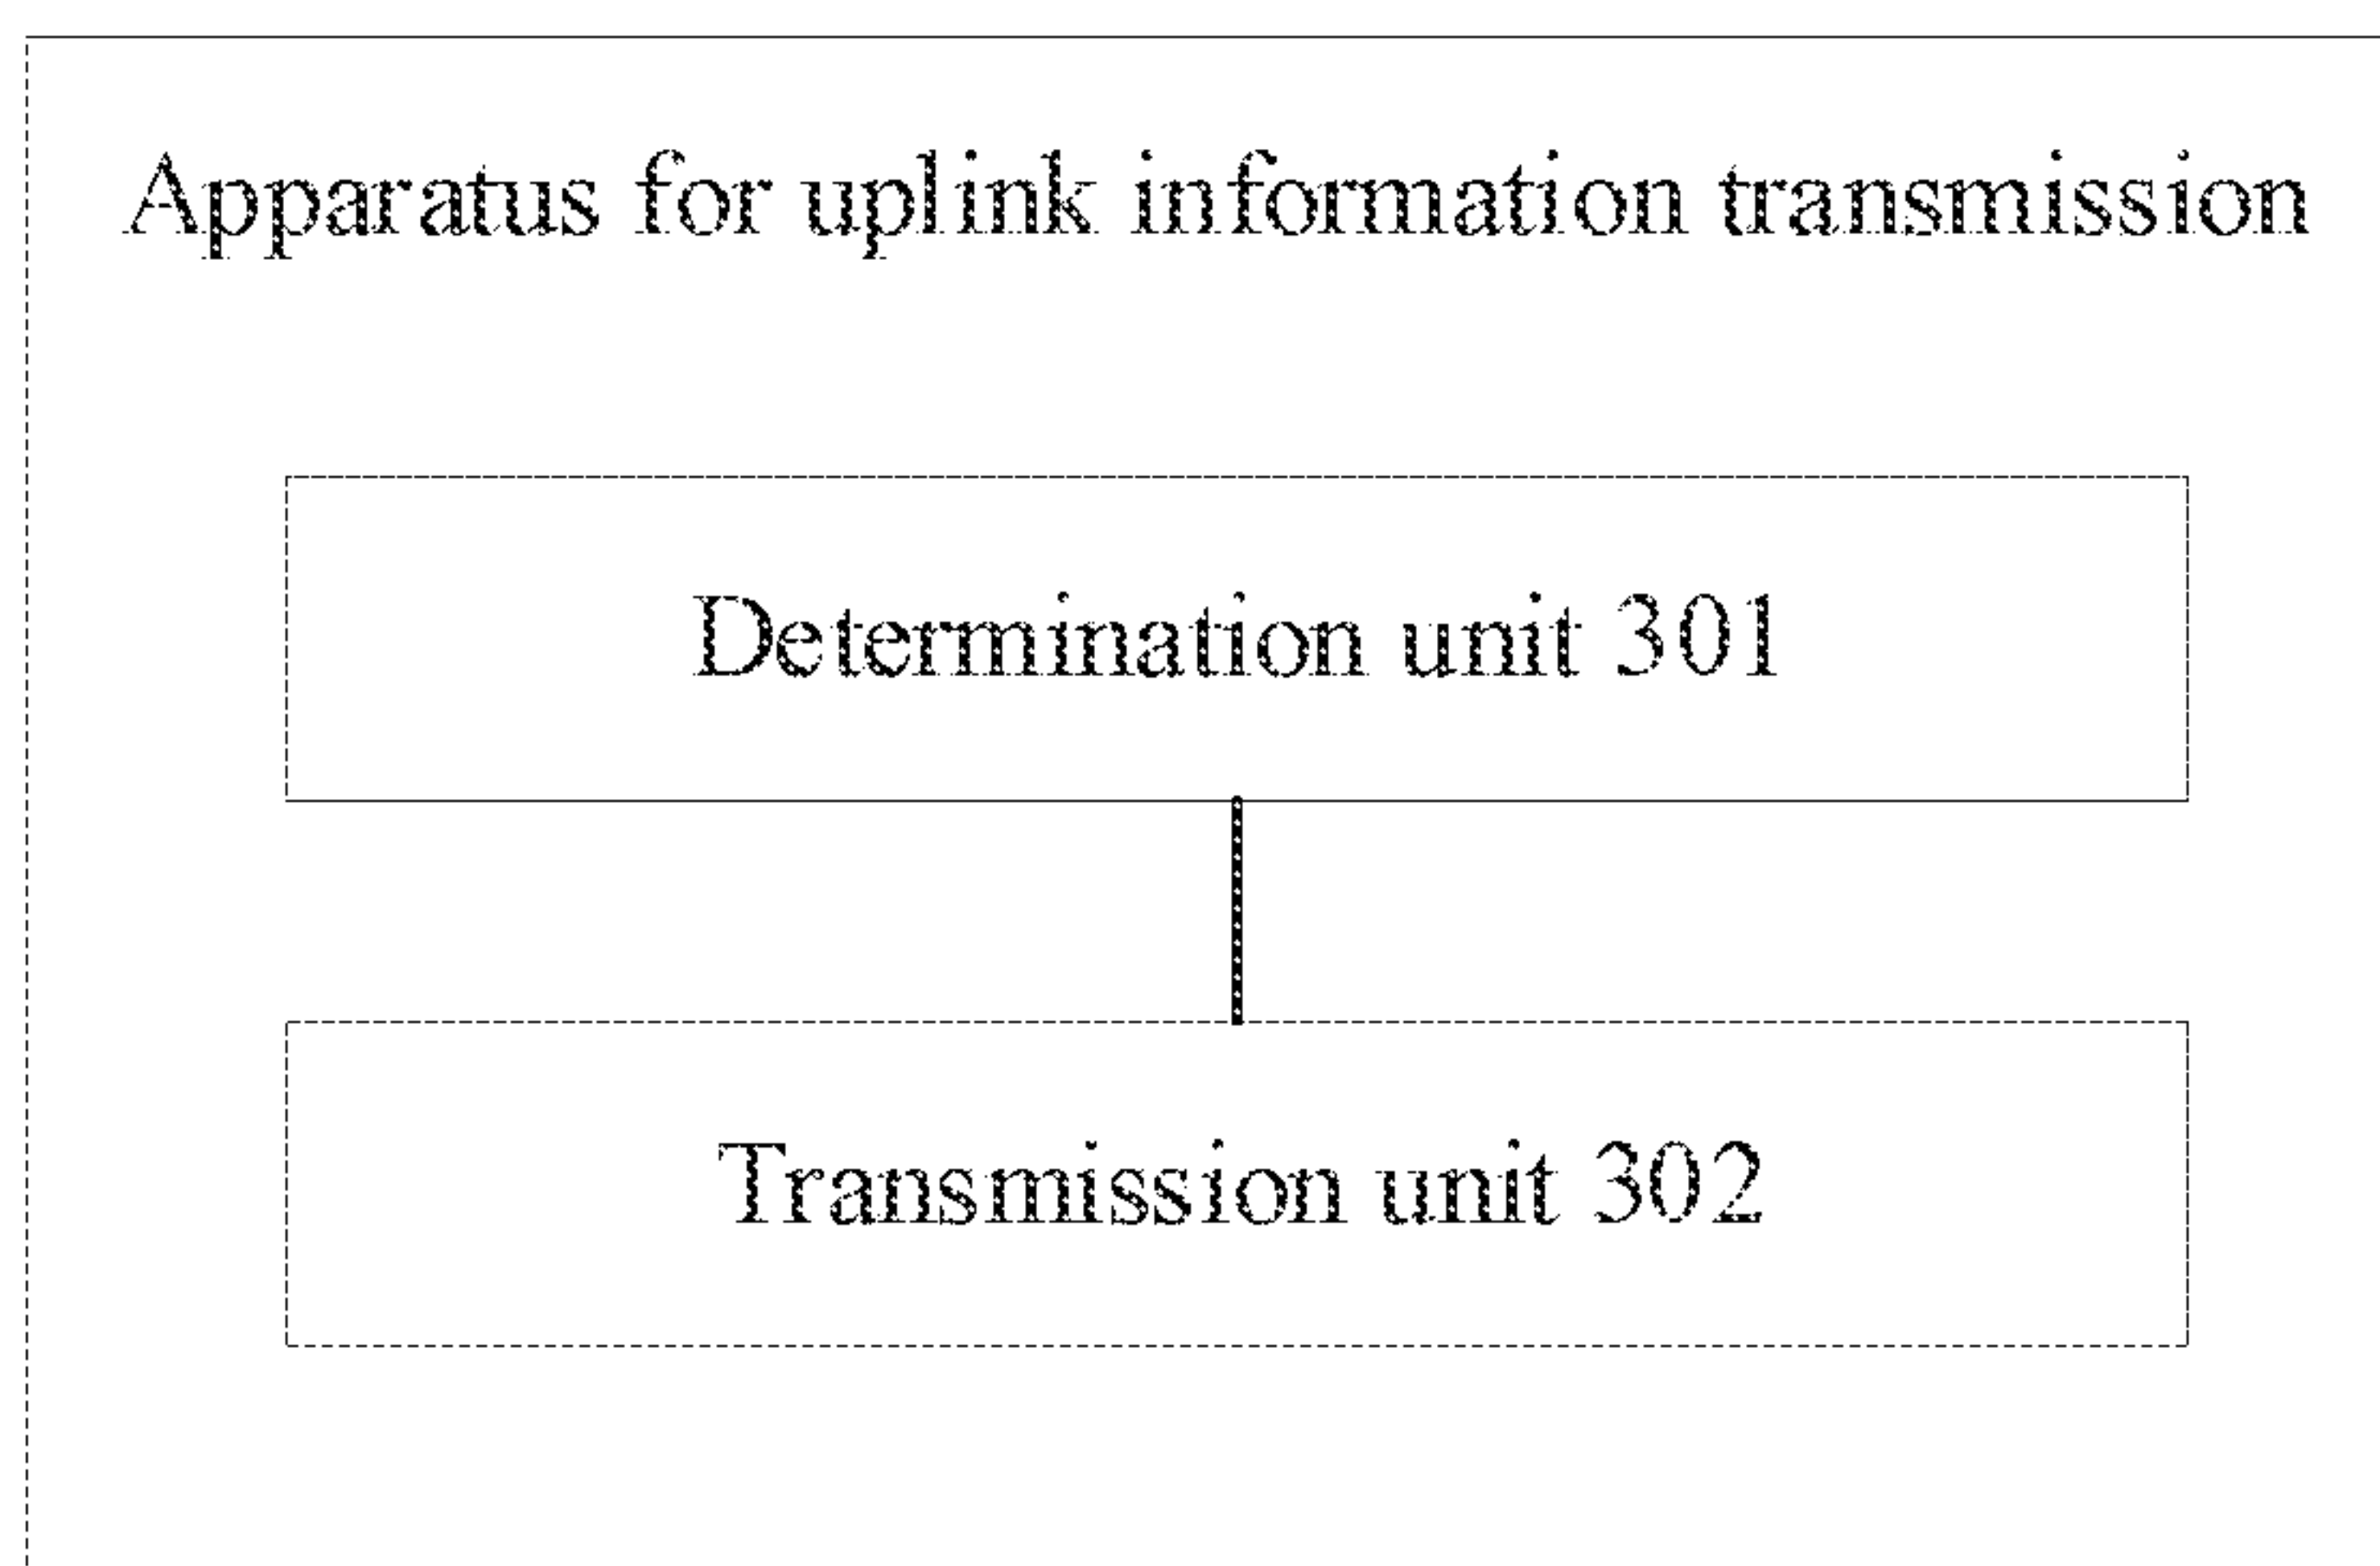 Apparatus for uplink information transmission
Determination unit 301
Transmission unit 302